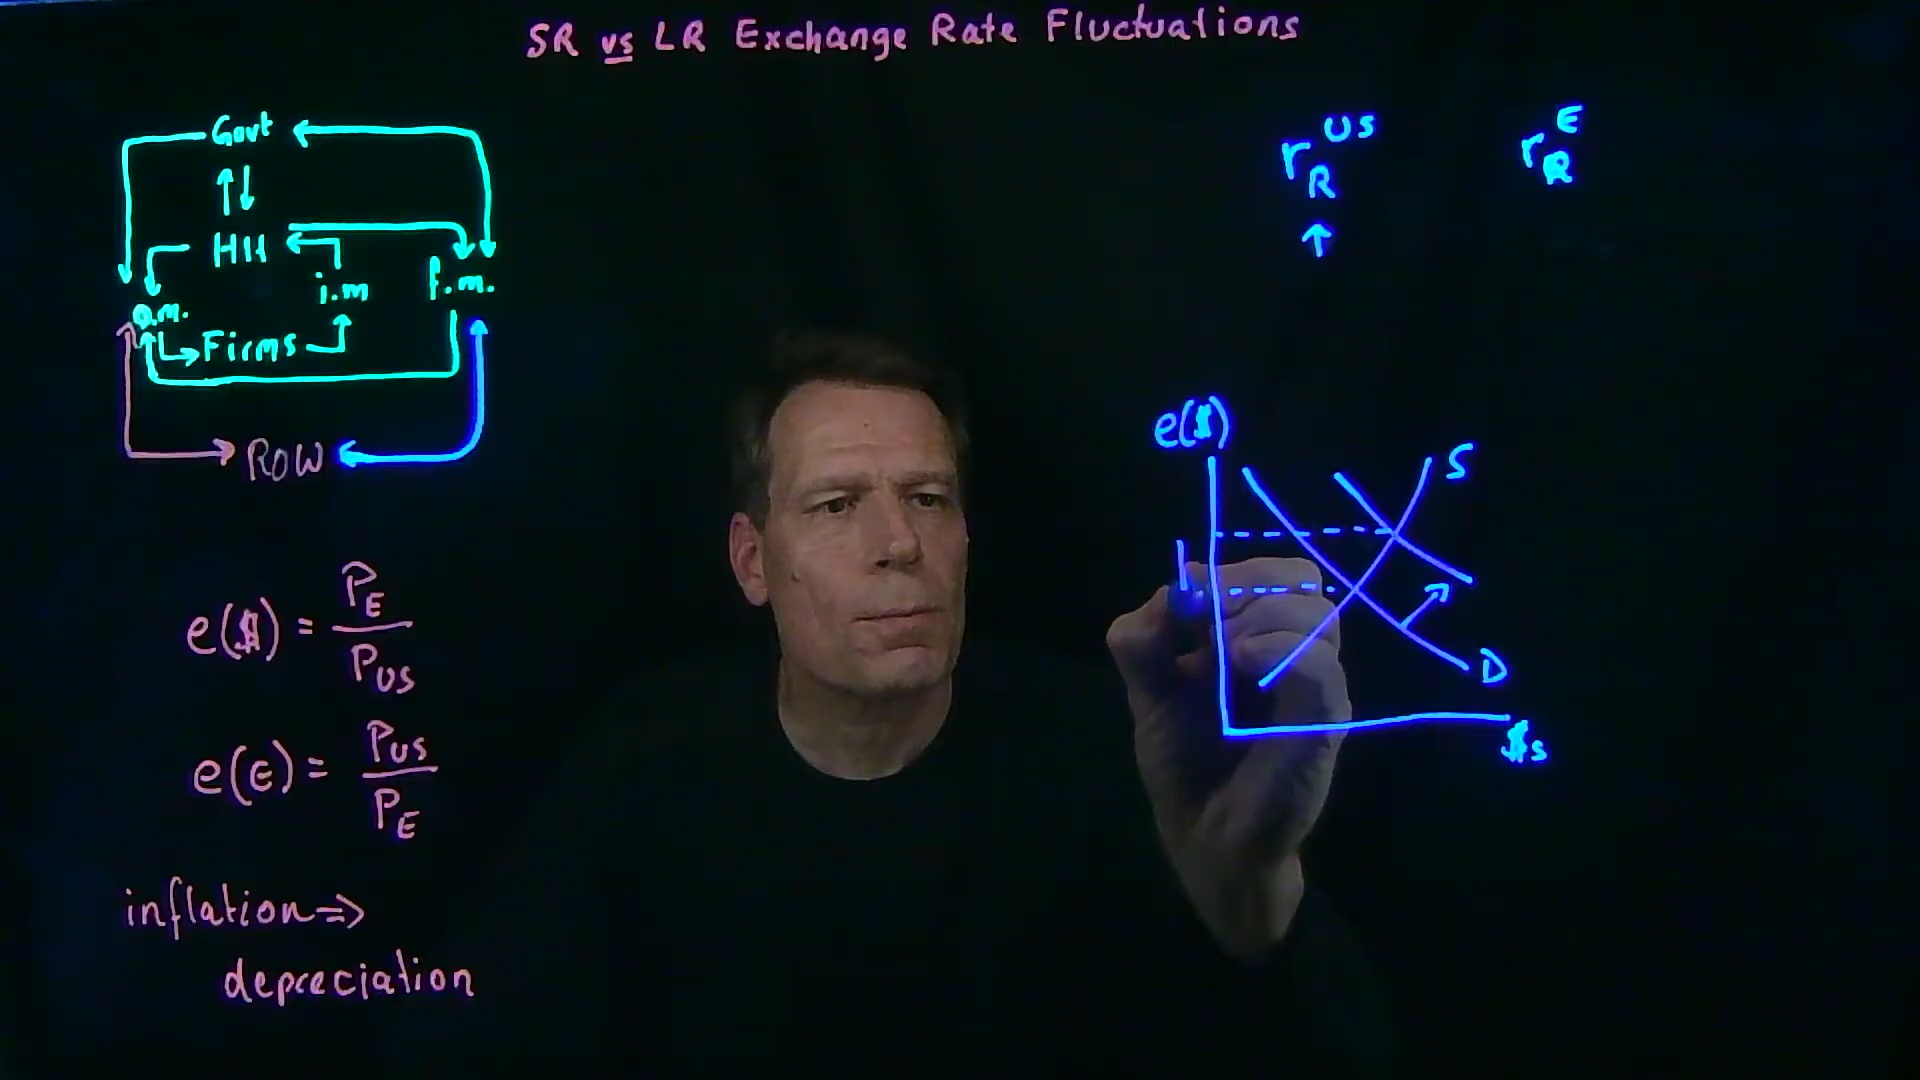 SR vs LR Exchange Rate Fluctuations
Govt
HH
i.m
f.m.
o.m.
Firms
ROW
e($) = P_E / P_US
e(E) = P_US / P_E
inflation ⇒
depreciation
r_R^US
r_R^E
↑
e($)
S
D
$s